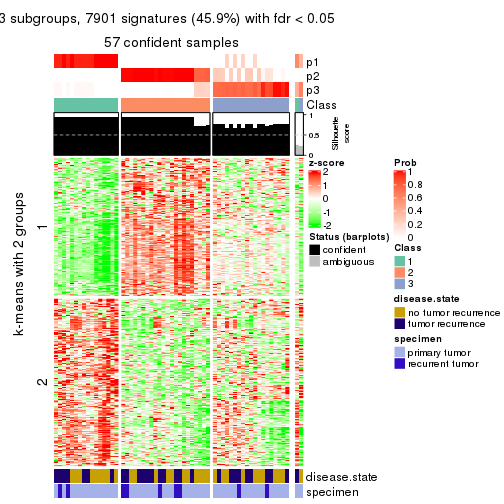 3 subgroups, 7901 signatures (45.9%) with fdr < 0.05
57 confident samples
p1
p2
p3
Class
1
0.5
0
Silhouette
score
k-means with 2 groups
1
2
z-score
2
1
0
-1
-2
Status (barplots)
confident
ambiguous
Prob
1
0.8
0.6
0.4
0.2
0
Class
1
2
3
disease.state
no tumor recurrence
tumor recurrence
specimen
primary tumor
recurrent tumor
disease.state
specimen